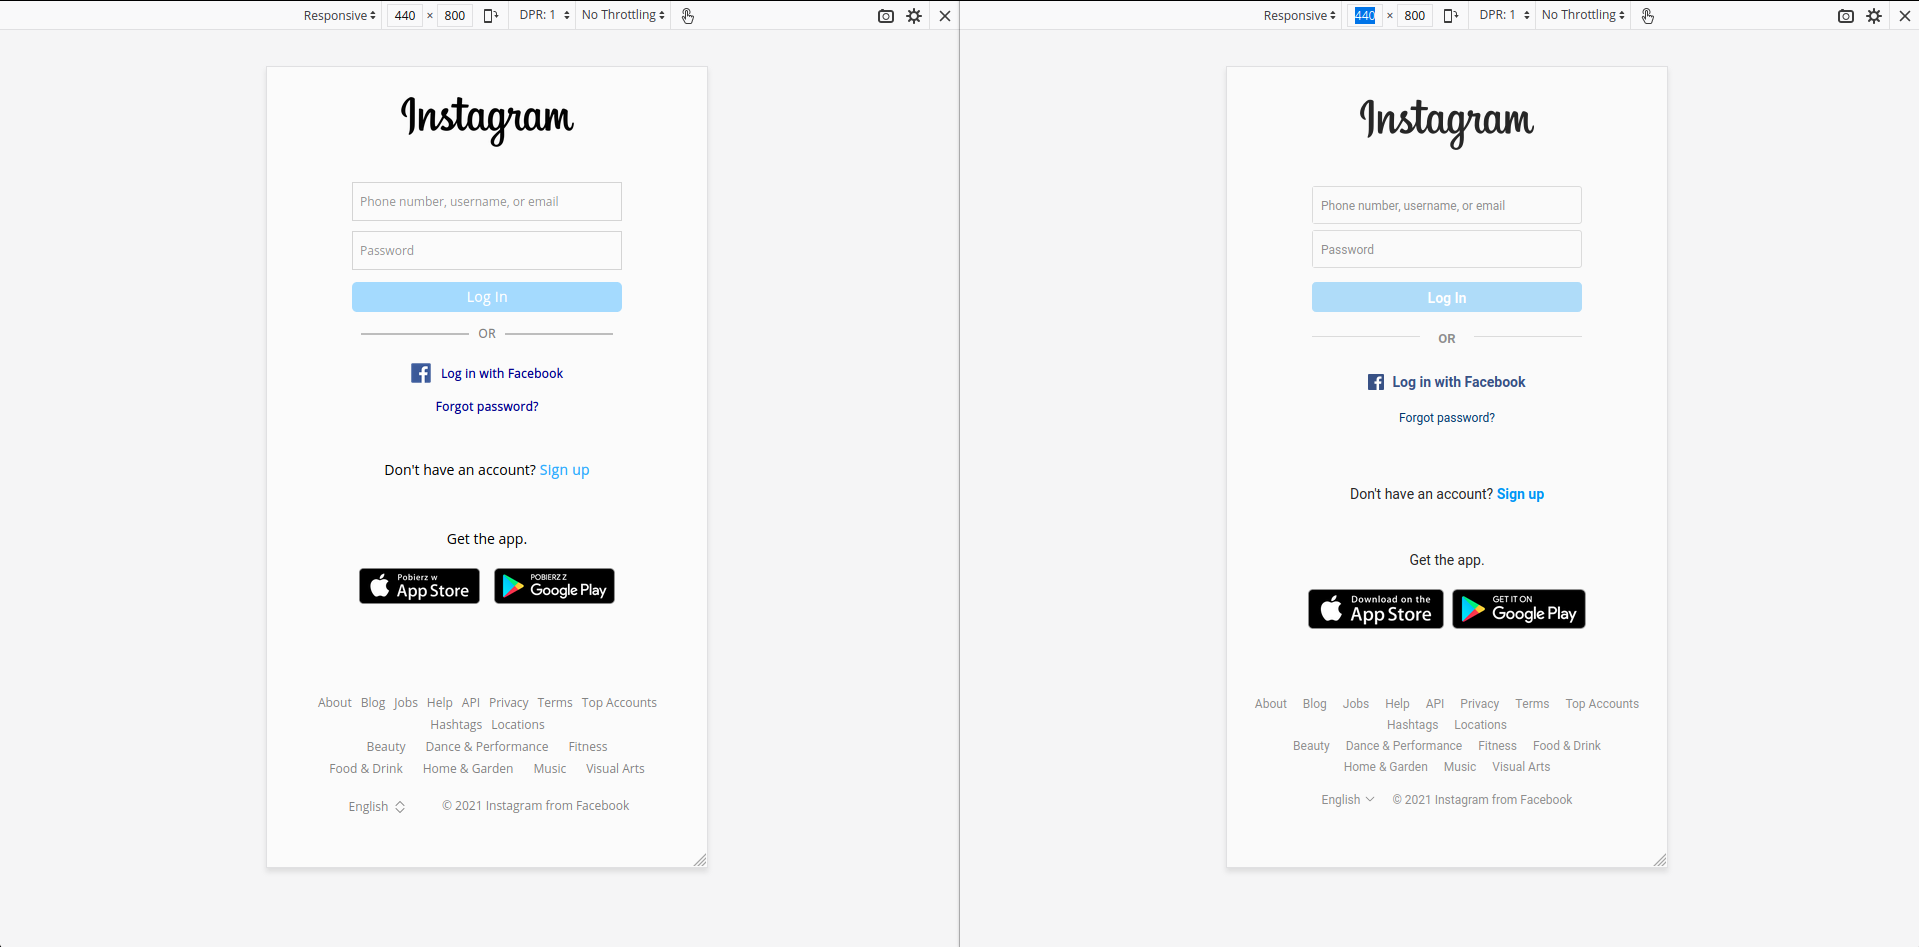 Responsive 440 × 800 DPR: 1 No Throttling
Instagram
Phone number, username, or email
Password
Log In
OR
Log in with Facebook
Forgot password?
Don't have an account? Sign up
Get the app.
Pobierz w App Store
POBIERZ Z Google Play
About Blog Jobs Help API Privacy Terms Top Accounts
Hashtags Locations
Beauty Dance & Performance Fitness
Food & Drink Home & Garden Music Visual Arts
English © 2021 Instagram from Facebook
Responsive 440 × 800 DPR: 1 No Throttling
Instagram
Phone number, username, or email
Password
Log In
OR
Log in with Facebook
Forgot password?
Don't have an account? Sign up
Get the app.
Download on the App Store
GET IT ON Google Play
About Blog Jobs Help API Privacy Terms Top Accounts
Hashtags Locations
Beauty Dance & Performance Fitness Food & Drink
Home & Garden Music Visual Arts
English © 2021 Instagram from Facebook